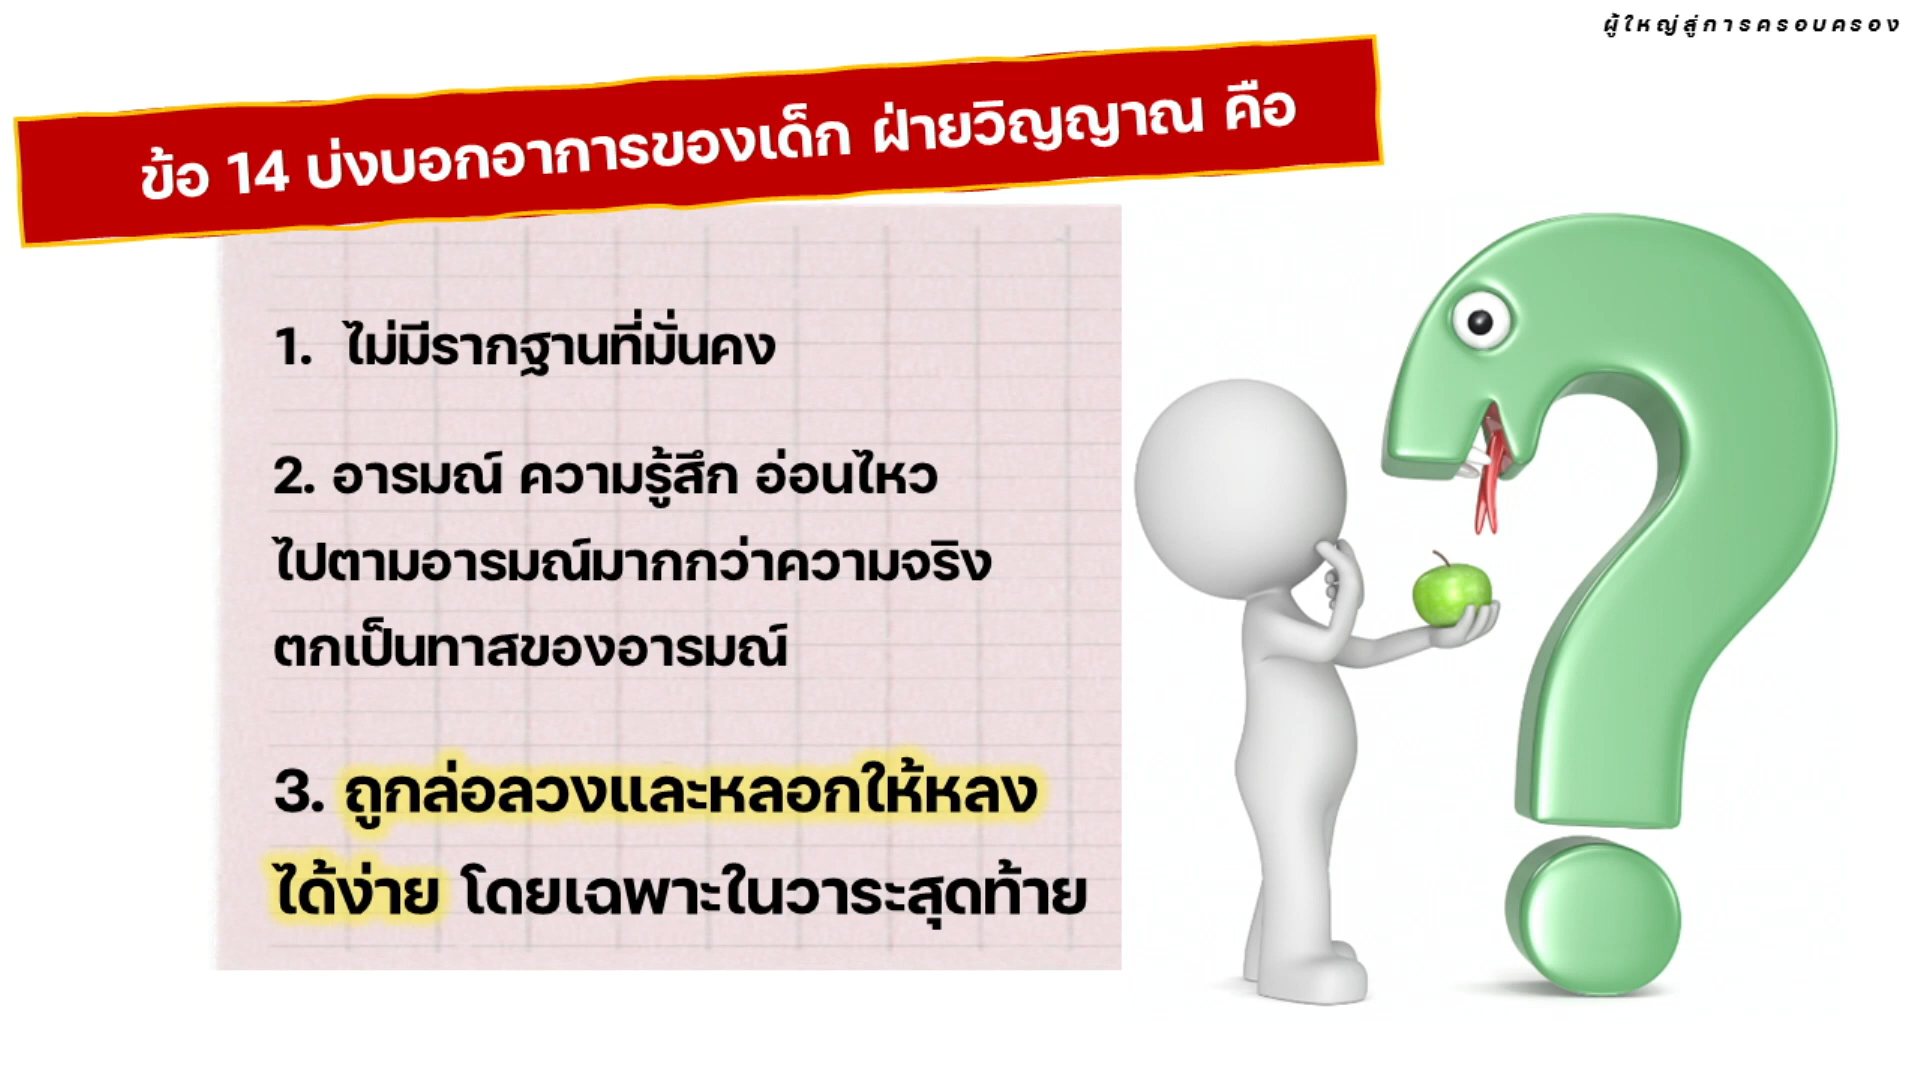 ผู้ใหญ่สู่การครอบครอง
ข้อ 14 บ่งบอกอาการของเด็ก ฝ่ายวิญญาณ คือ
1. ไม่มีรากฐานที่มั่นคง
2. อารมณ์ ความรู้สึก อ่อนไหว
ไปตามอารมณ์มากกว่าความจริง
ตกเป็นทาสของอารมณ์
3. ถูกล่อลวงและหลอกให้หลง
ได้ง่าย โดยเฉพาะในวาระสุดท้าย